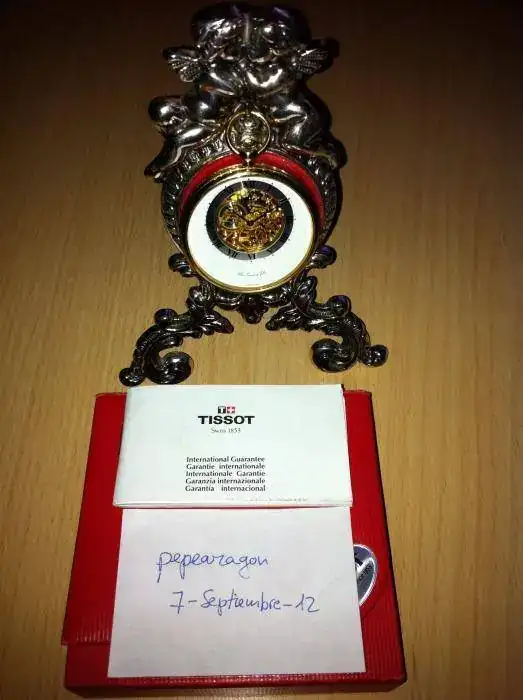 TISSOT
Swiss 1853
International Guarantee
Garantie internationale
Internationale Garantie
Garanzia internazionale
Garantía internacional
pepearagon
7-Septiembre-12